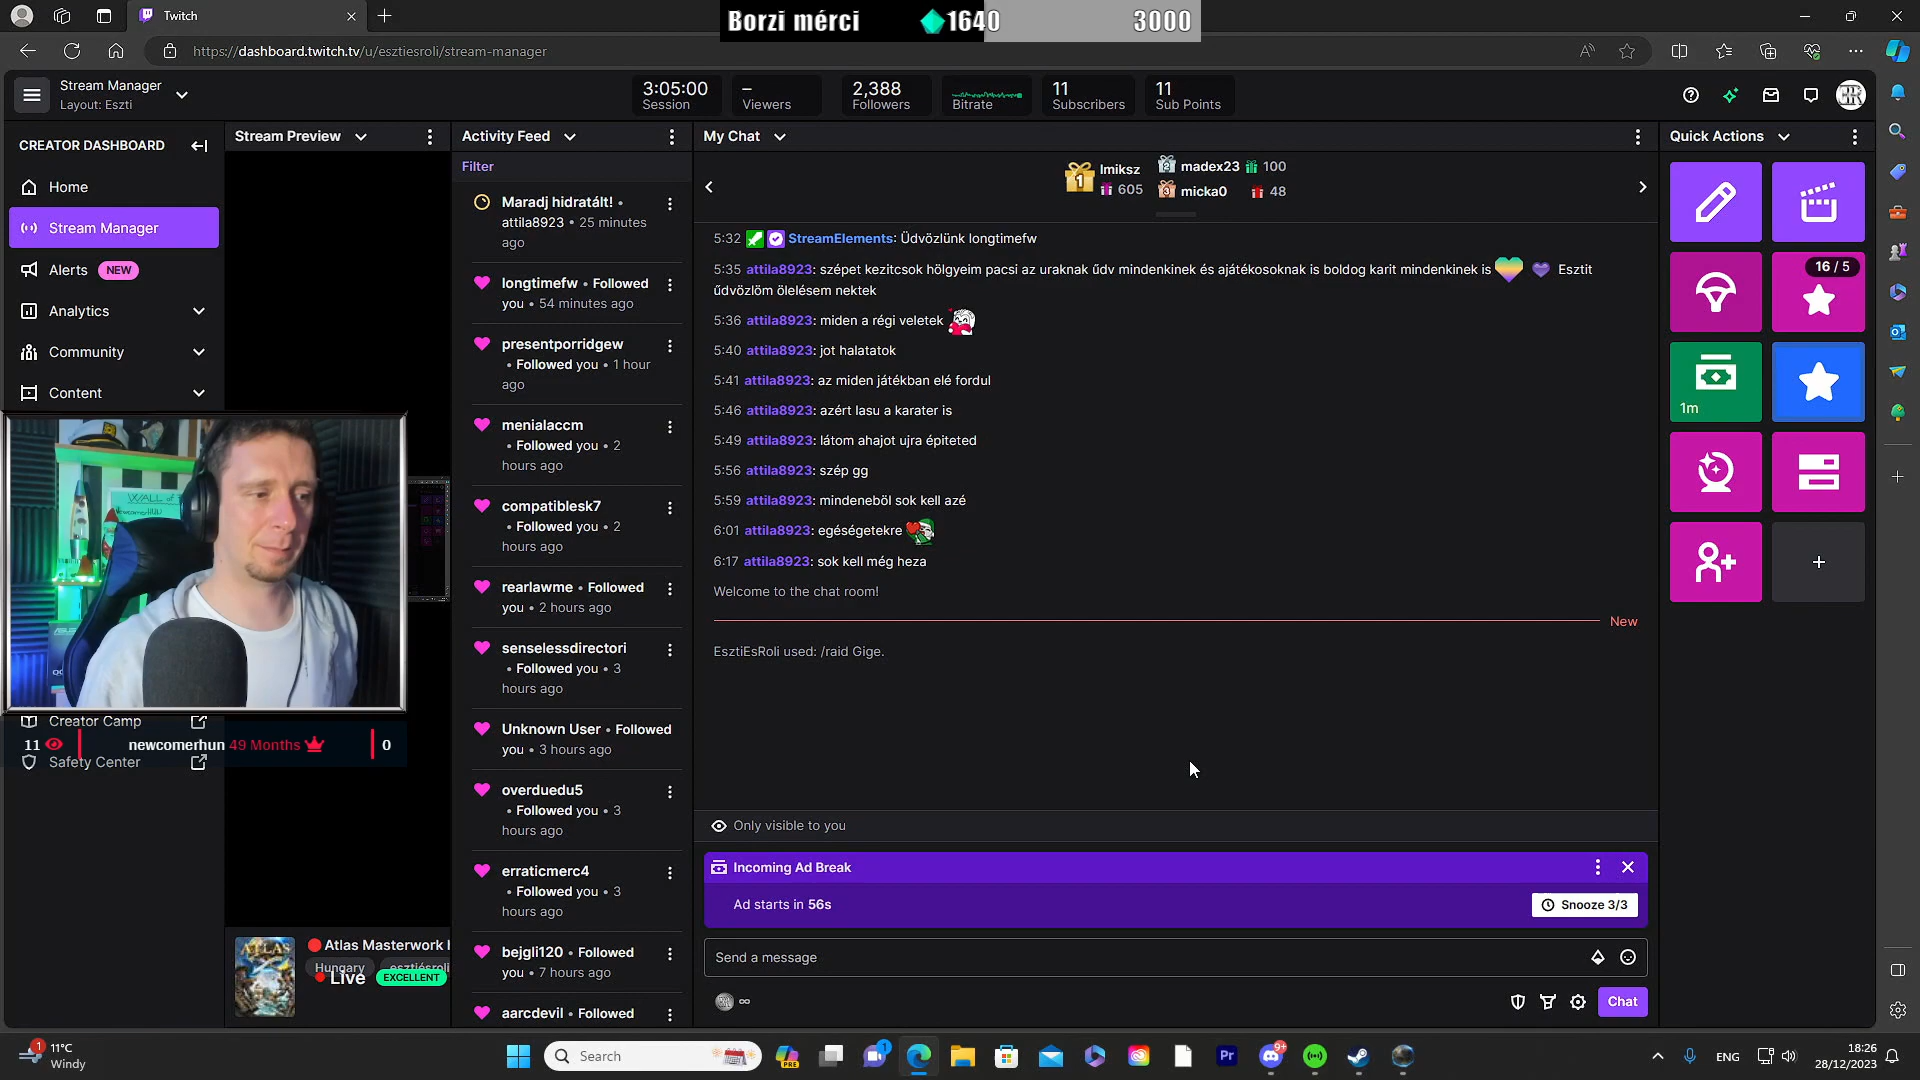 Twitch
Borzi mérci
1640
3000
https://dashboard.twitch.tv/u/esztiesroli/stream-manager
Stream Manager
Layout: Eszti
3:05:00
Session
–
Viewers
2,388
Followers
Bitrate
11
Subscribers
11
Sub Points
CREATOR DASHBOARD
Home
Stream Manager
Alerts NEW
Analytics
Community
Content
Creator Camp
Safety Center
11
newcomerhun 49 Months
0
Stream Preview
Atlas Masterwork
Hungary
Live EXCELLENT
Activity Feed
Filter
Maradj hidratált! •
attila8923 • 25 minutes
ago
longtimefw • Followed
you • 54 minutes ago
presentporridgew
• Followed you • 1 hour
ago
menialaccm
• Followed you • 2
hours ago
compatiblesk7
• Followed you • 2
hours ago
rearlawme • Followed
you • 2 hours ago
senselessdirectori
• Followed you • 3
hours ago
Unknown User • Followed
you • 3 hours ago
overduedu5
• Followed you • 3
hours ago
erraticmerc4
• Followed you • 3
hours ago
bejgli120 • Followed
you • 7 hours ago
aarcdevil • Followed
My Chat
1
lmiksz
605
2 madex23 100
3 micka0 48
5:32 StreamElements: Üdvözlünk longtimefw
5:35 attila8923: szépet kezitcsok hölgyeim pacsi az uraknak űdv mindenkinek és ajátékosoknak is boldog karit mindenkinek is Esztit
űdvözlöm ölelésem nektek
5:36 attila8923: miden a régi veletek
5:40 attila8923: jot halatatok
5:41 attila8923: az miden játékban elé fordul
5:46 attila8923: azért lasu a karater is
5:49 attila8923: látom ahajot ujra épiteted
5:56 attila8923: szép gg
5:59 attila8923: mindeneböl sok kell azé
6:01 attila8923: egéségetekre
6:17 attila8923: sok kell még heza
Welcome to the chat room!
New
EsztiEsRoli used: /raid Gige.
Only visible to you
Incoming Ad Break
Ad starts in 56s
Snooze 3/3
Send a message
∞
Chat
Quick Actions
16 / 5
1m
1
11°C
Windy
Search
PRE
1
Pr
9+
ENG
18:26
28/12/2023